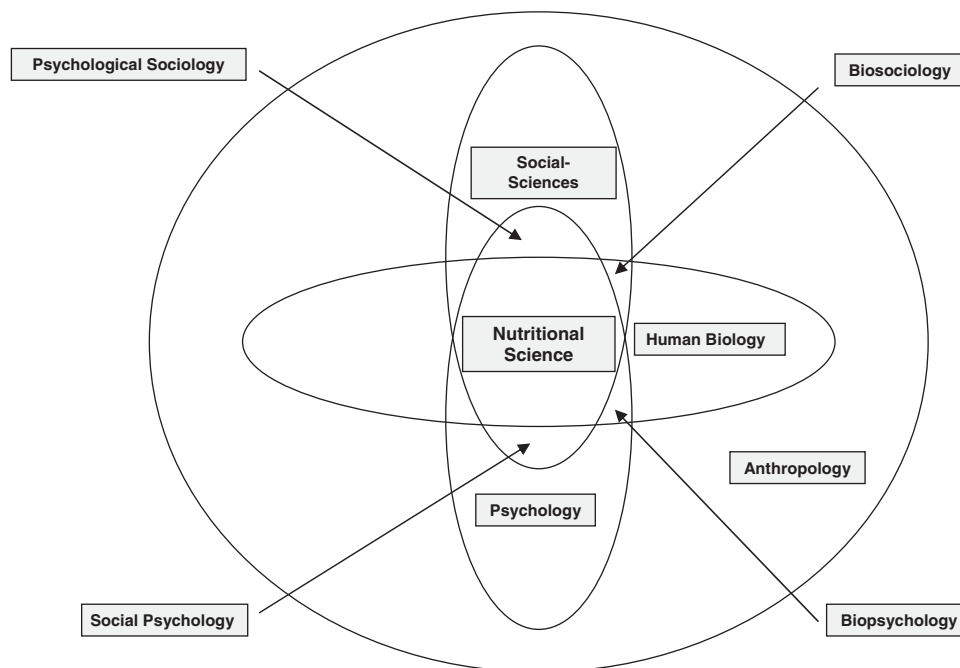 Psychological Sociology
Biosociology
Social-
Sciences
Nutritional
Science
Human Biology
Anthropology
Psychology
Social Psychology
Biopsychology